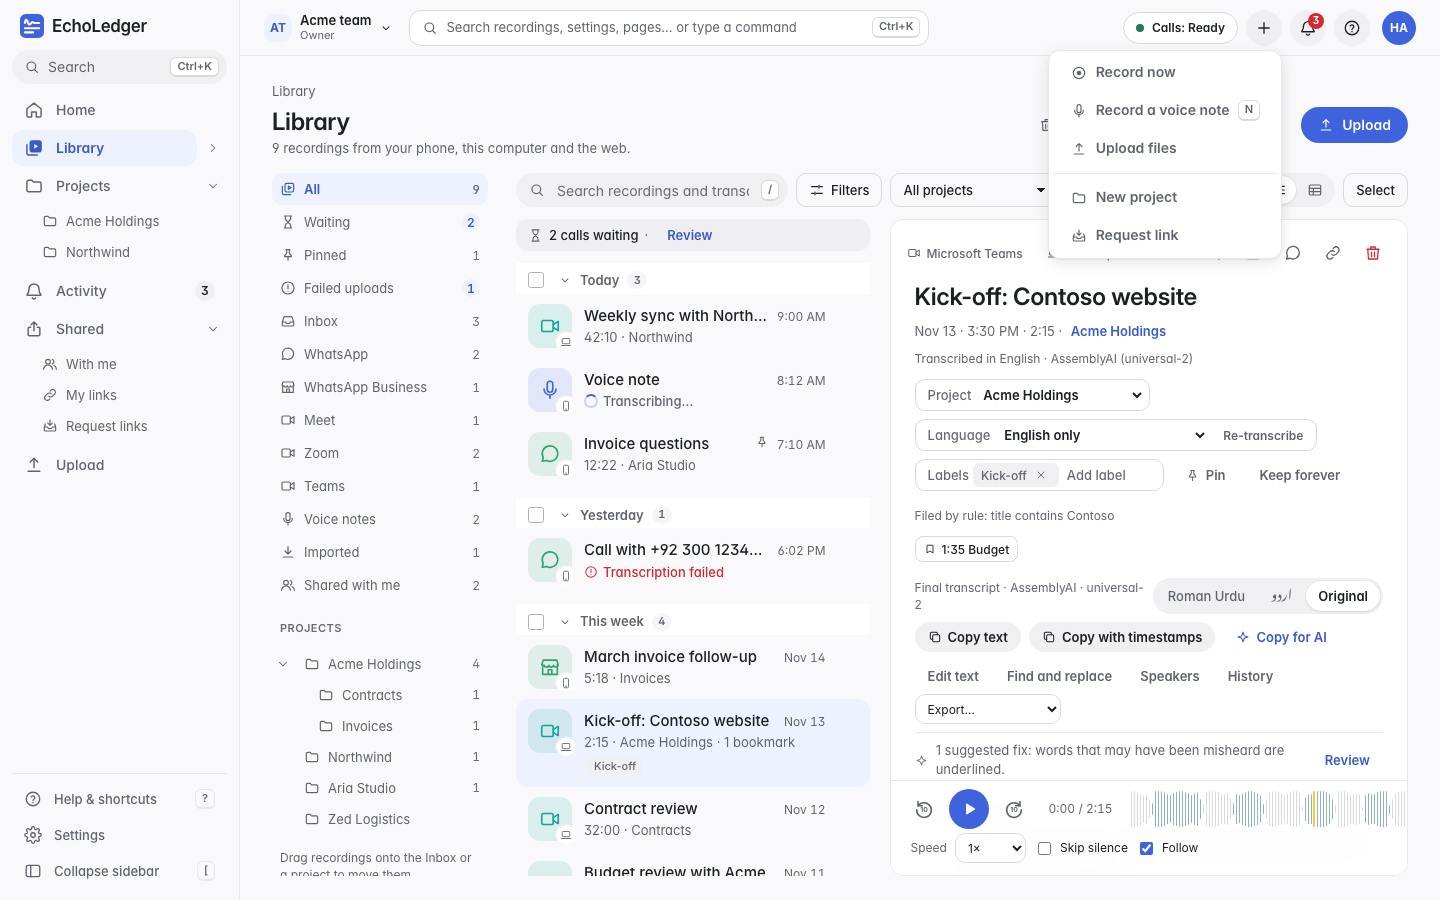 EchoLedger
Search Ctrl+K
Home
Library
Projects
Acme Holdings
Northwind
Activity 3
Shared
With me
My links
Request links
Upload
Help & shortcuts ?
Settings
Collapse sidebar [
AT Acme team
Owner
Search recordings, settings, pages... or type a command Ctrl+K
Calls: Ready
3
HA
Record now
Record a voice note N
Upload files
New project
Request link
Library
Library
9 recordings from your phone, this computer and the web.
Upload
All 9
Waiting 2
Pinned 1
Failed uploads 1
Inbox 3
WhatsApp 2
WhatsApp Business 1
Meet 1
Zoom 2
Teams 1
Voice notes 2
Imported 1
Shared with me 2
PROJECTS
Acme Holdings 4
Contracts 1
Invoices 1
Northwind 1
Aria Studio 1
Zed Logistics
Drag recordings onto the Inbox or
a project to move them
Search recordings and transc /
Filters
All projects
Select
2 calls waiting · Review
Today 3
Weekly sync with North... 9:00 AM
42:10 · Northwind
Voice note 8:12 AM
Transcribing...
Invoice questions 7:10 AM
12:22 · Aria Studio
Yesterday 1
Call with +92 300 1234... 6:02 PM
Transcription failed
This week 4
March invoice follow-up Nov 14
5:18 · Invoices
Kick-off: Contoso website Nov 13
2:15 · Acme Holdings · 1 bookmark
Kick-off
Contract review Nov 12
32:00 · Contracts
Budget review with Acme Nov 11
Microsoft Teams
Kick-off: Contoso website
Nov 13 · 3:30 PM · 2:15 · Acme Holdings
Transcribed in English · AssemblyAI (universal-2)
Project Acme Holdings
Language English only Re-transcribe
Labels Kick-off × Add label Pin Keep forever
Filed by rule: title contains Contoso
1:35 Budget
Final transcript · AssemblyAI · universal-
2
Roman Urdu اردو Original
Copy text Copy with timestamps Copy for AI
Edit text Find and replace Speakers History
Export...
1 suggested fix: words that may have been misheard are
underlined.
Review
10 10 0:00 / 2:15
Speed 1× Skip silence Follow